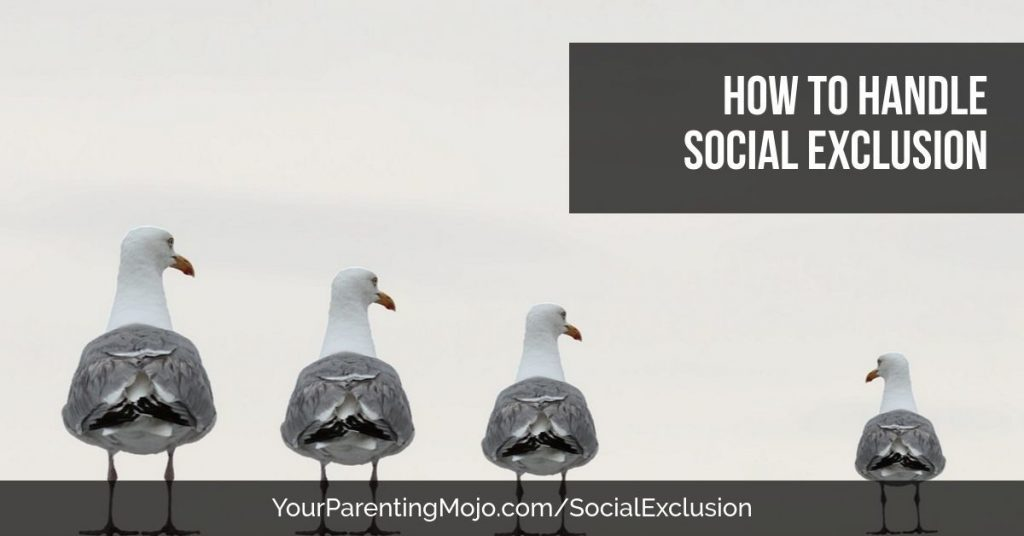 HOW TO HANDLE
SOCIAL EXCLUSION
YourParentingMojo.com/SocialExclusion